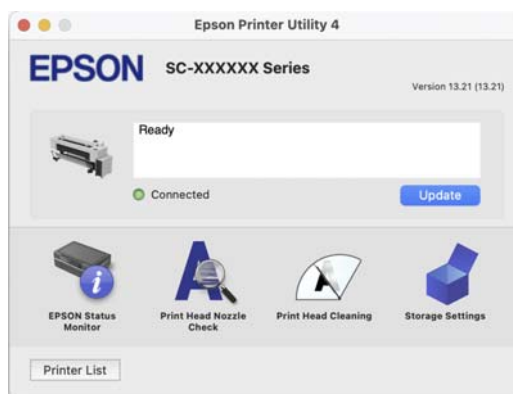 Epson Printer Utility 4
EPSON
SC-XXXXXX Series
Version 13.21 (13.21)
Ready
Connected
Update
EPSON Status
Monitor
Print Head Nozzle
Check
Print Head Cleaning
Storage Settings
Printer List